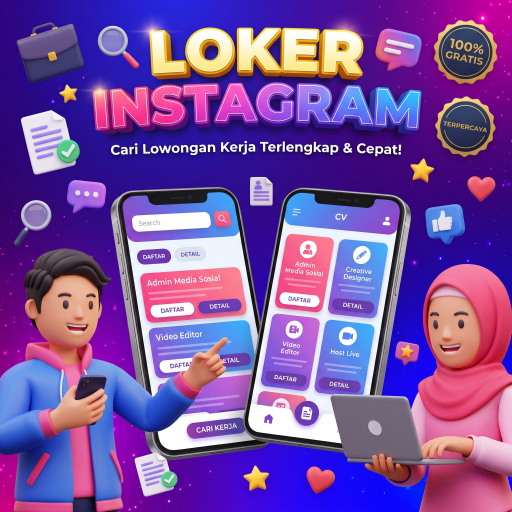 LOKER
INSTAGRAM
Cari Lowongan Kerja Terlengkap & Cepat!
100%
GRATIS
TERPERCAYA
Search
DAFTAR
DETAIL
Admin Media Sosial
DAFTAR
DETAIL
Video Editor
DAFTAR
DETAIL
CARI KERJA
CV
Admin
Media Sosial
DAFTAR
Creative
Designer
DETAIL
Video
Editor
DAFTAR
Host Live
DETAIL